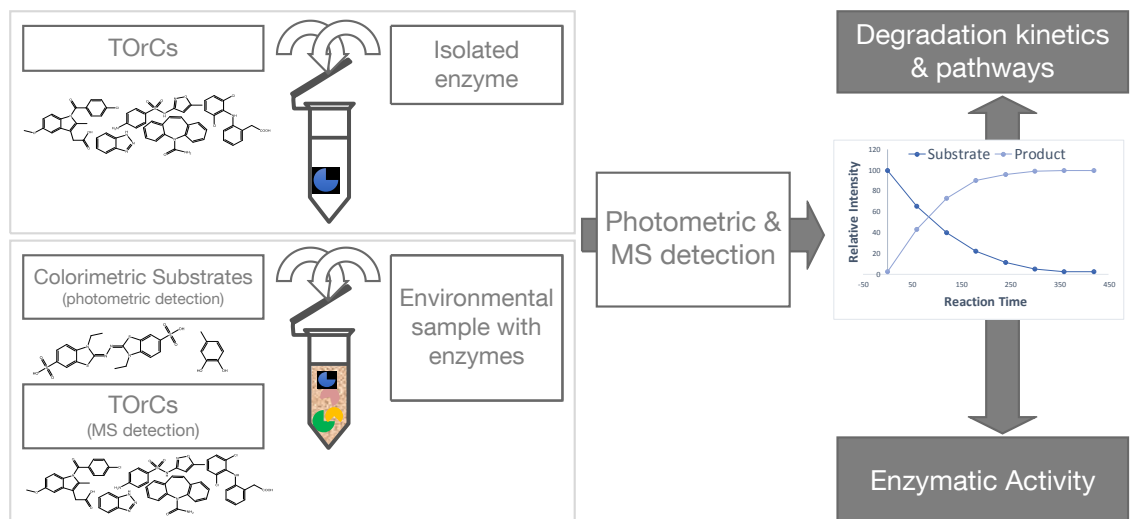 TOrCs
Isolated
enzyme
Colorimetric Substrates
(photometric detection)
TOrCs
(MS detection)
Environmental
sample with
enzymes
Photometric &
MS detection
Degradation kinetics
& pathways
Substrate Product
Relative Intensity
120
100
80
60
40
20
0
-50 50 150 250 350 450
Reaction Time
Enzymatic Activity